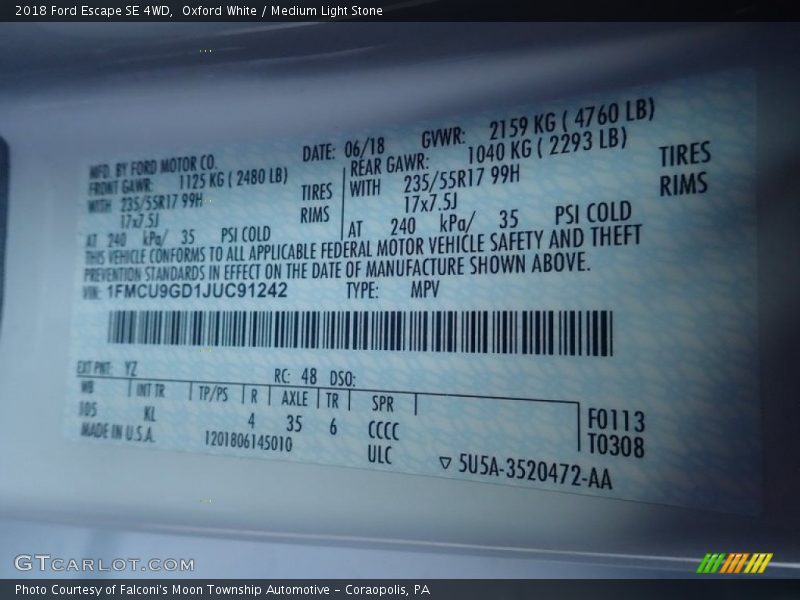 2018 Ford Escape SE 4WD,  Oxford White / Medium Light Stone
MFD. BY FORD MOTOR CO. DATE: 06/18 GVWR: 2159 KG ( 4760 LB)
FRONT GAWR: 1125 KG ( 2480 LB) REAR GAWR: 1040 KG ( 2293 LB)
WITH 235/55R17 99H TIRES WITH 235/55R17 99H TIRES
17x7.5J RIMS 17x7.5J RIMS
AT 240 kPa/ 35 PSI COLD AT 240 kPa/ 35 PSI COLD
THIS VEHICLE CONFORMS TO ALL APPLICABLE FEDERAL MOTOR VEHICLE SAFETY AND THEFT
PREVENTION STANDARDS IN EFFECT ON THE DATE OF MANUFACTURE SHOWN ABOVE.
VIN: 1FMCU9GD1JUC91242 TYPE: MPV
EXT PNT: YZ RC: 48 DSO:
WB INT TR TP/PS R AXLE TR SPR
105 KL 4 35 6 CCCC F0113
MADE IN U.S.A. 1201806145010 ULC T0308
▽ 5U5A-3520472-AA
GTCARLOT.COM
Photo Courtesy of Falconi's Moon Township Automotive – Coraopolis, PA